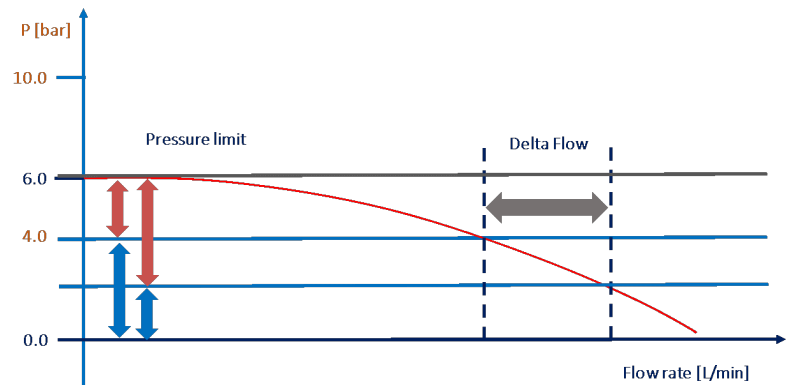 P [bar]
10.0
Pressure limit
Delta Flow
6.0
4.0
0.0
Flow rate [L/min]